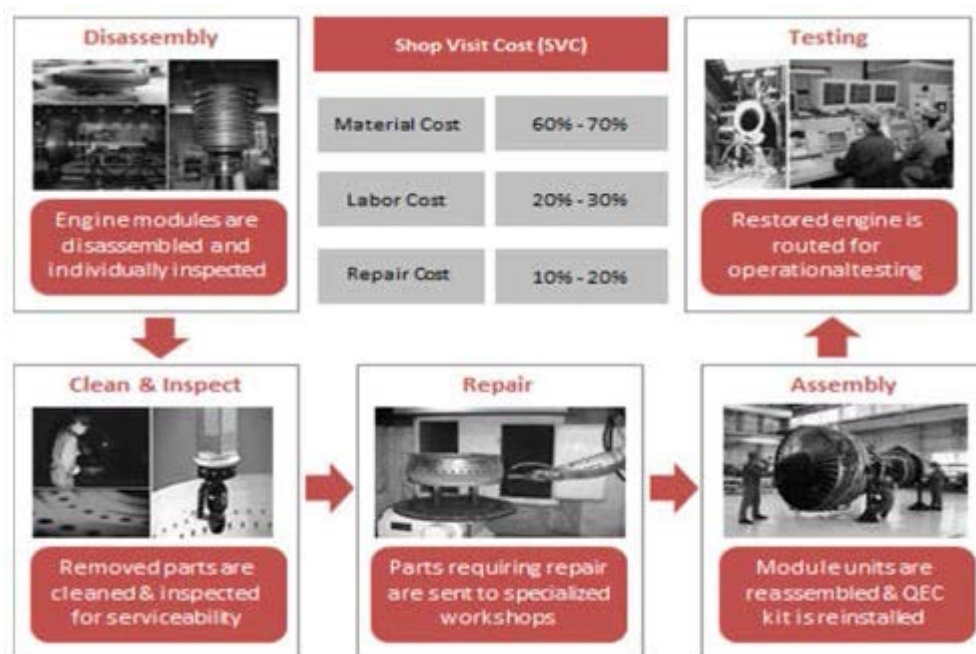 Disassembly
Engine modules are
disassembled and
individually inspected
Shop Visit Cost (SVC)
Material Cost 60% - 70%
Labor Cost 20% - 30%
Repair Cost 10% - 20%
Testing
Restored engine is
routed for
operational testing
Clean & Inspect
Removed parts are
cleaned & inspected
for serviceability
Repair
Parts requiring repair
are sent to specialized
workshops
Assembly
Module units are
reassembled & QEC
kit is reinstalled